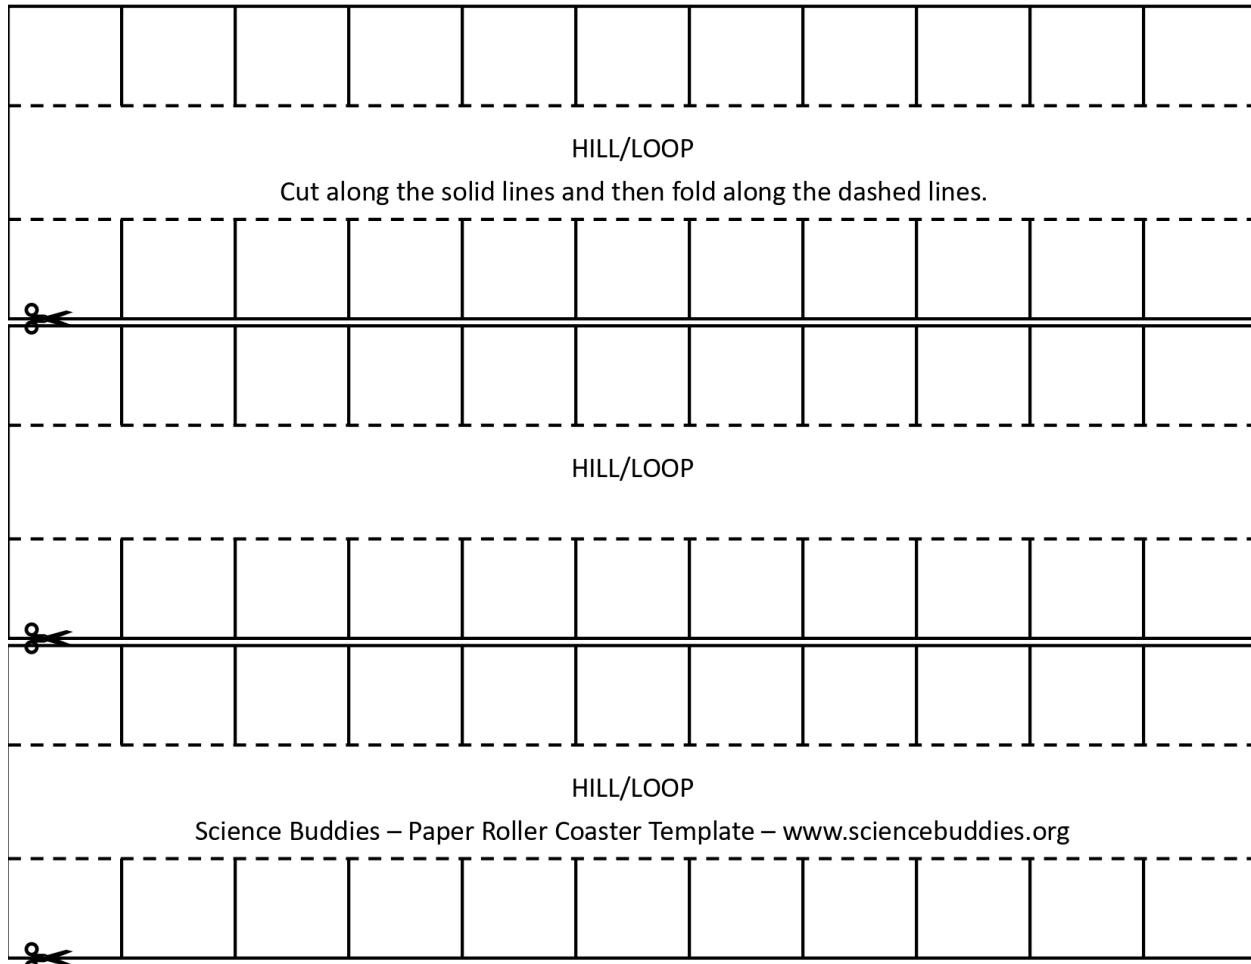 HILL/LOOP
Cut along the solid lines and then fold along the dashed lines.
HILL/LOOP
HILL/LOOP
Science Buddies – Paper Roller Coaster Template – www.sciencebuddies.org